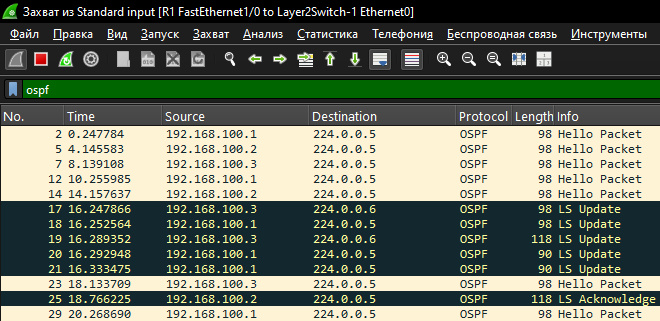 Захват из Standard input [R1 FastEthernet1/0 to Layer2Switch-1 Ethernet0]
Файл Правка Вид Запуск Захват Анализ Статистика Телефония Беспроводная связь Инструменты
ospf
No. Time Source Destination Protocol Length Info
2 0.247784 192.168.100.1 224.0.0.5 OSPF 98 Hello Packet
5 4.145583 192.168.100.2 224.0.0.5 OSPF 98 Hello Packet
7 8.139108 192.168.100.3 224.0.0.5 OSPF 98 Hello Packet
12 10.255985 192.168.100.1 224.0.0.5 OSPF 98 Hello Packet
14 14.157637 192.168.100.2 224.0.0.5 OSPF 98 Hello Packet
17 16.247866 192.168.100.3 224.0.0.6 OSPF 98 LS Update
18 16.252564 192.168.100.1 224.0.0.5 OSPF 98 LS Update
19 16.289352 192.168.100.3 224.0.0.6 OSPF 118 LS Update
20 16.292948 192.168.100.1 224.0.0.5 OSPF 90 LS Update
21 16.333475 192.168.100.1 224.0.0.5 OSPF 90 LS Update
23 18.133709 192.168.100.3 224.0.0.5 OSPF 98 Hello Packet
25 18.766225 192.168.100.2 224.0.0.5 OSPF 118 LS Acknowledge
29 20.268690 192.168.100.1 224.0.0.5 OSPF 98 Hello Packet